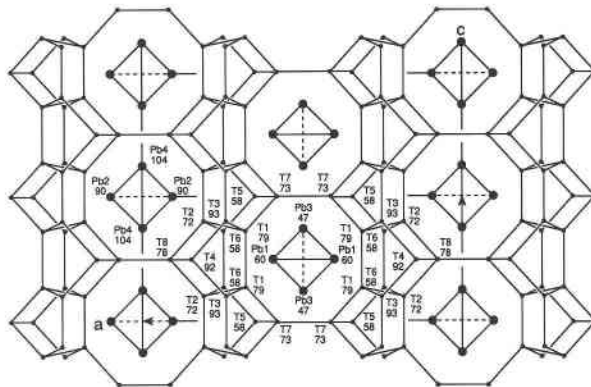 C
Pb4
104
Pb2
90
Pb2
90
Pb4
104
T2
72
T3
93
T5
58
T7
73
T7
73
T5
58
T3
93
T2
72
Pb3
47
T1
79
T1
79
T6
58
T6
58
Pb1
60
Pb1
60
T8
78
T4
92
T4
92
T8
78
T6
58
T6
58
T1
79
T1
79
Pb3
47
a
T2
72
T3
93
T5
58
T7
73
T7
73
T5
58
T3
93
T2
72